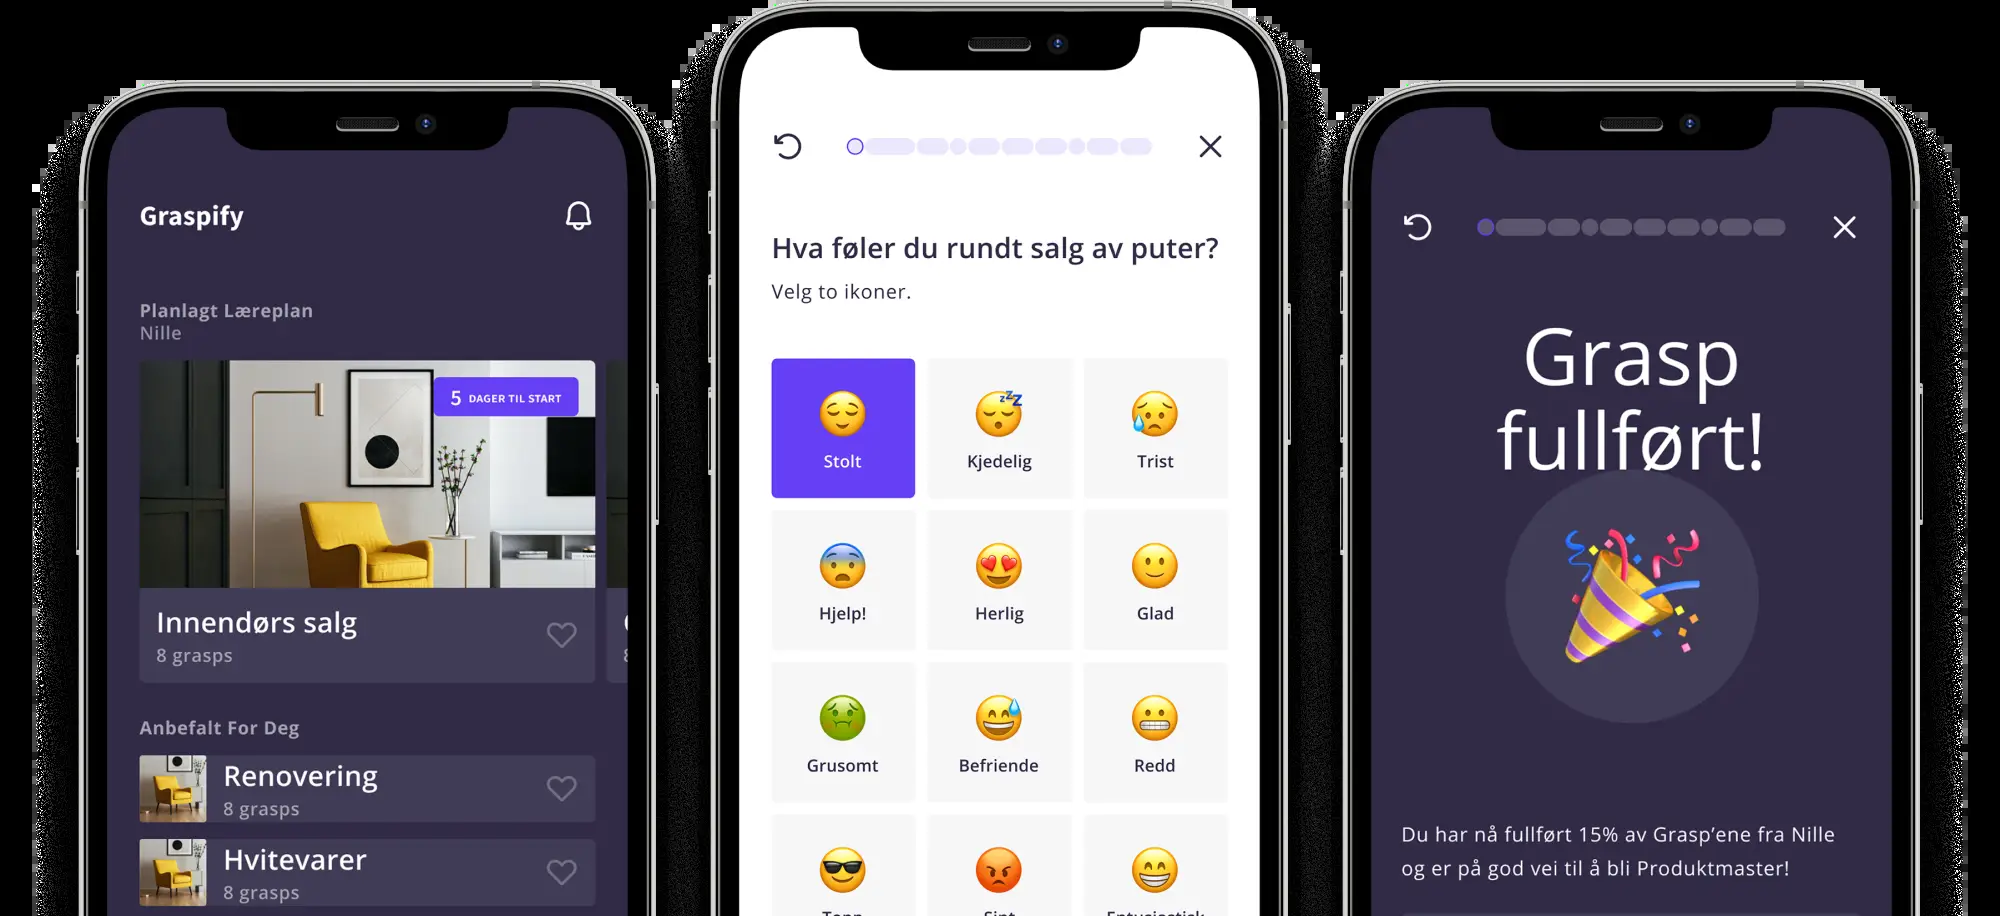 Graspify
Planlagt Læreplan
Nille
5 DAGER TIL START
Innendørs salg
8 grasps
Anbefalt For Deg
Renovering
8 grasps
Hvitevarer
8 grasps
Hva føler du rundt salg av puter?
Velg to ikoner.
Stolt
Kjedelig
Trist
Hjelp!
Herlig
Glad
Grusomt
Befriende
Redd
Grasp
fullført!
Du har nå fullført 15% av Grasp’ene fra Nille
og er på god vei til å bli Produktmaster!